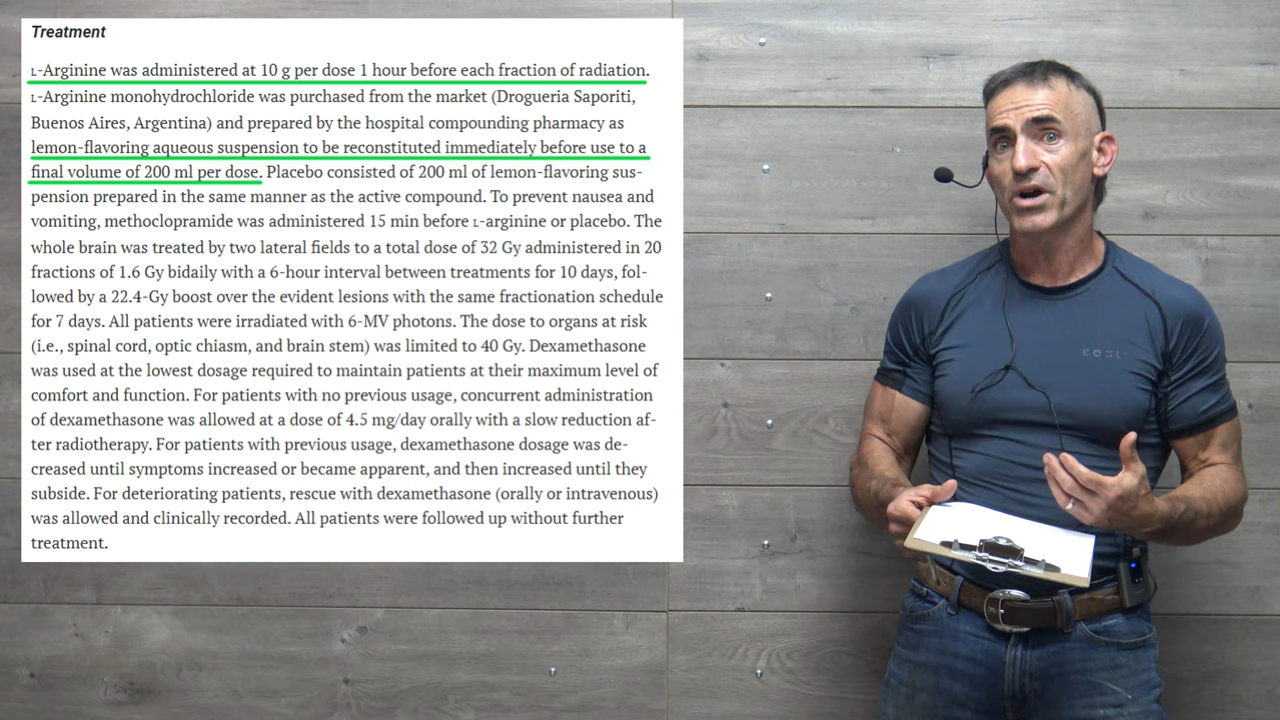 Treatment
L-Arginine was administered at 10 g per dose 1 hour before each fraction of radiation.
L-Arginine monohydrochloride was purchased from the market (Drogueria Saporiti,
Buenos Aires, Argentina) and prepared by the hospital compounding pharmacy as
lemon-flavoring aqueous suspension to be reconstituted immediately before use to a
final volume of 200 ml per dose. Placebo consisted of 200 ml of lemon-flavoring sus-
pension prepared in the same manner as the active compound. To prevent nausea and
vomiting, methoclopramide was administered 15 min before L-arginine or placebo. The
whole brain was treated by two lateral fields to a total dose of 32 Gy administered in 20
fractions of 1.6 Gy bidaily with a 6-hour interval between treatments for 10 days, fol-
lowed by a 22.4-Gy boost over the evident lesions with the same fractionation schedule
for 7 days. All patients were irradiated with 6-MV photons. The dose to organs at risk
(i.e., spinal cord, optic chiasm, and brain stem) was limited to 40 Gy. Dexamethasone
was used at the lowest dosage required to maintain patients at their maximum level of
comfort and function. For patients with no previous usage, concurrent administration
of dexamethasone was allowed at a dose of 4.5 mg/day orally with a slow reduction af-
ter radiotherapy. For patients with previous usage, dexamethasone dosage was de-
creased until symptoms increased or became apparent, and then increased until they
subside. For deteriorating patients, rescue with dexamethasone (orally or intravenous)
was allowed and clinically recorded. All patients were followed up without further
treatment.